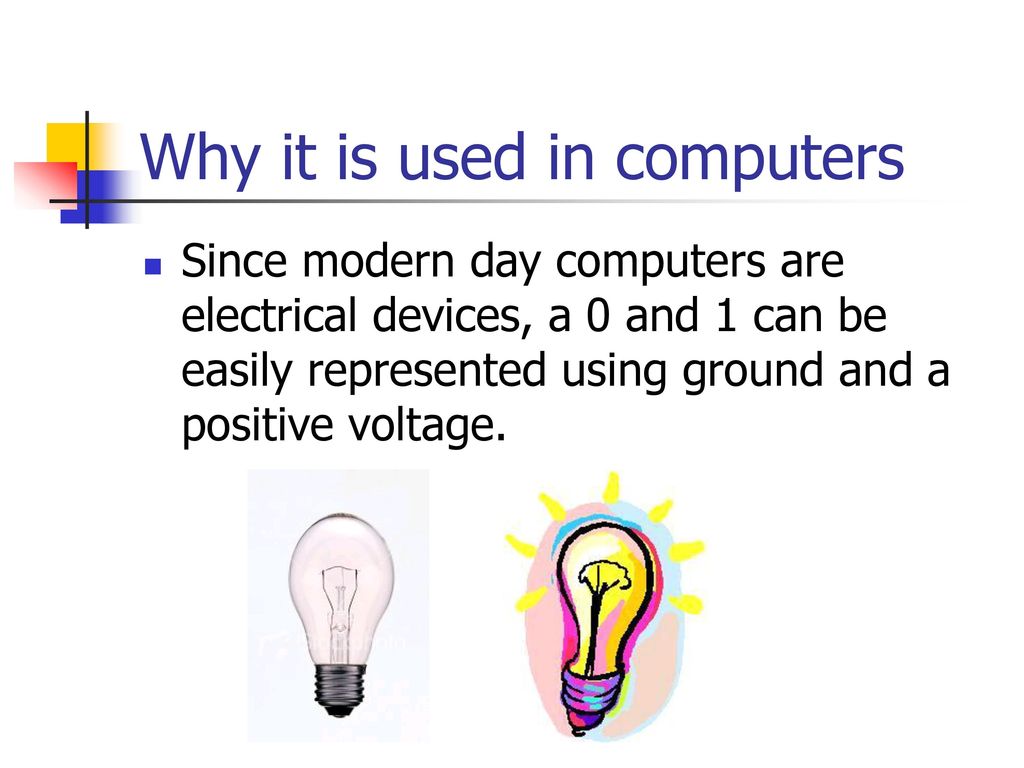 Why it is used in computers
Since modern day computers are
electrical devices, a 0 and 1 can be
easily represented using ground and a
positive voltage.